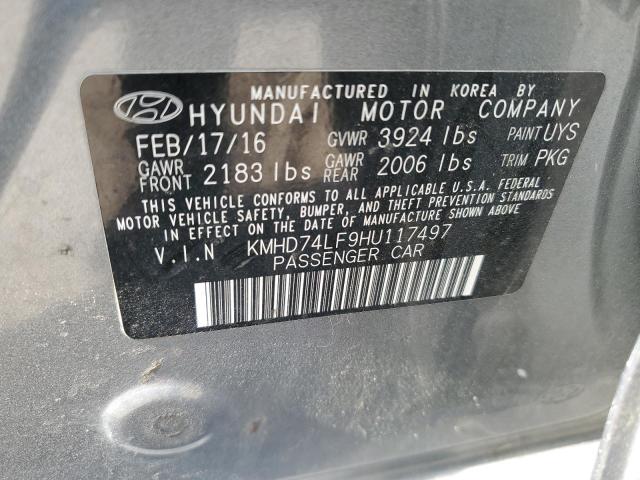 MANUFACTURED IN KOREA BY
HYUNDAI MOTOR COMPANY
FEB/17/16 GVWR 3924 lbs PAINT UYS
GAWR FRONT 2183 lbs GAWR REAR 2006 lbs TRIM PKG
THIS VEHICLE CONFORMS TO ALL APPLICABLE U.S.A. FEDERAL
MOTOR VEHICLE SAFETY, BUMPER, AND THEFT PREVENTION STANDARDS
IN EFFECT ON THE DATE OF MANUFACTURE SHOWN ABOVE.
V.I.N KMHD74LF9HU117497
PASSENGER CAR